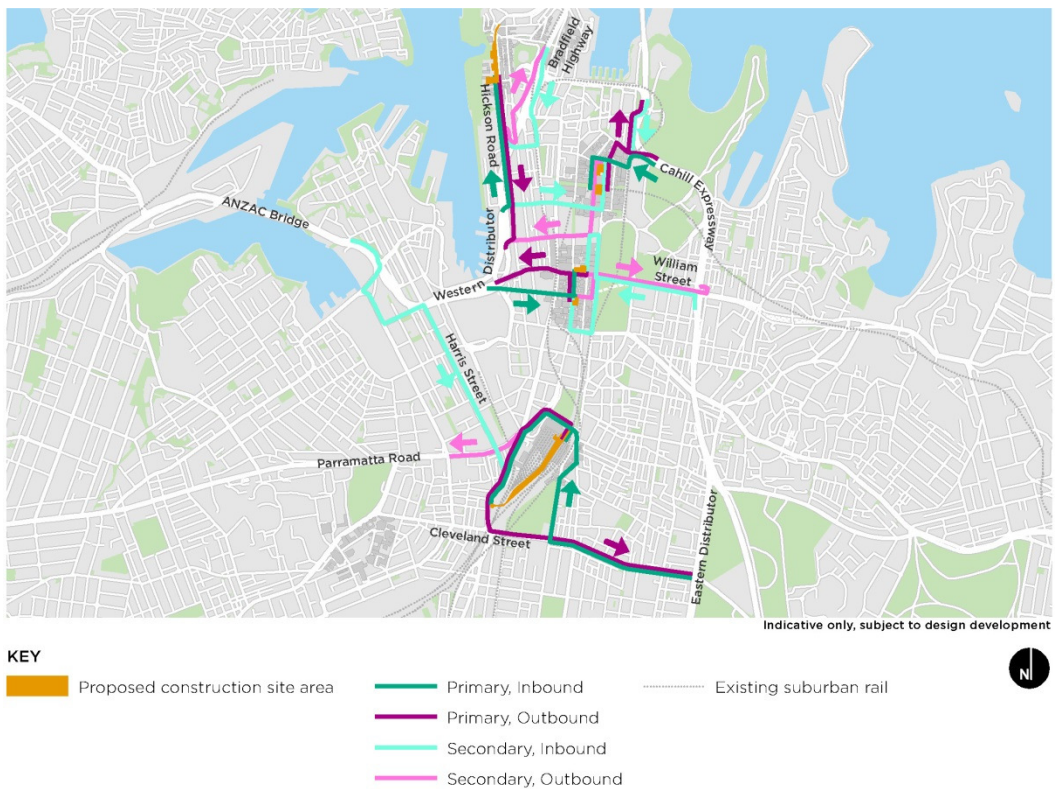 Bradfield
Highway
Hickson Road
Cahill Expressway
ANZAC Bridge
Distributor
William
Street
Western
Harris Street
Parramatta Road
Cleveland Street
Eastern Distributor
Indicative only, subject to design development
KEY
N
Proposed construction site area
Primary, Inbound
Existing suburban rail
Primary, Outbound
Secondary, Inbound
Secondary, Outbound